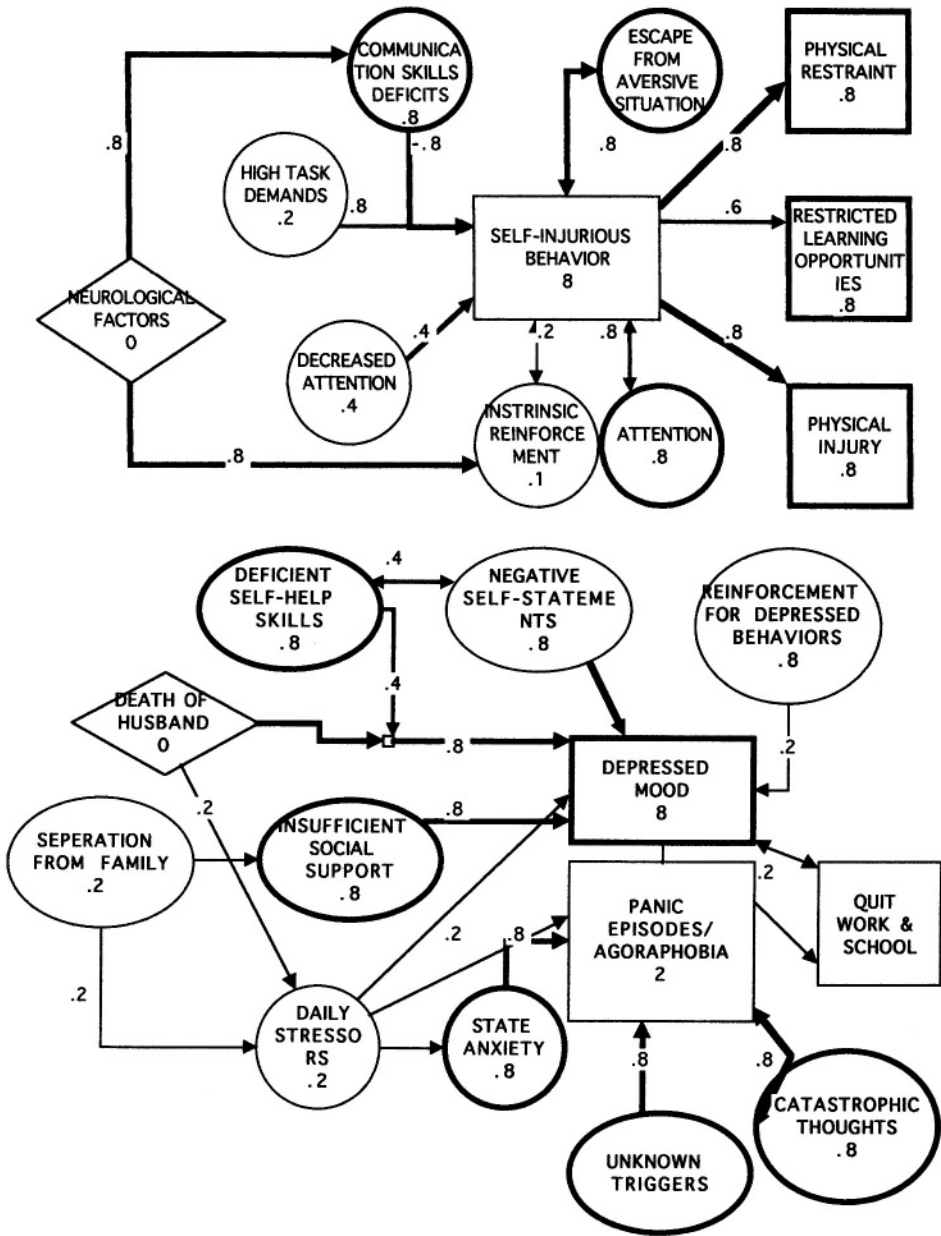 COMMUNICA
TION SKILLS
DEFICITS
.8
-.8
ESCAPE
FROM
AVERSIVE
SITUATION
.8
PHYSICAL
RESTRAINT
.8
.8
.8
HIGH TASK
DEMANDS
.2
.8
SELF-INJURIOUS
BEHAVIOR
8
.6
RESTRICTED
LEARNING
OPPORTUNIT
IES
.8
NEUROLOGICAL
FACTORS
0
DECREASED
ATTENTION
.4
.4
.2
.8
.8
INSTRINSIC
REINFORCE
MENT
.1
ATTENTION
.8
PHYSICAL
INJURY
.8
.8
DEFICIENT
SELF-HELP
SKILLS
.8
.4
NEGATIVE
SELF-STATEME
NTS
.8
REINFORCEMENT
FOR DEPRESSED
BEHAVIORS
.8
.4
DEATH OF
HUSBAND
0
.8
DEPRESSED
MOOD
8
.2
.2
SEPERATION
FROM FAMILY
.2
INSUFFICIENT
SOCIAL
SUPPORT
.8
.8
.2
PANIC
EPISODES/
AGORAPHOBIA
2
QUIT
WORK &
SCHOOL
.2
.2
.8
DAILY
STRESSO
RS
.2
STATE
ANXIETY
.8
.8
.8
CATASTROPHIC
THOUGHTS
.8
UNKNOWN
TRIGGERS